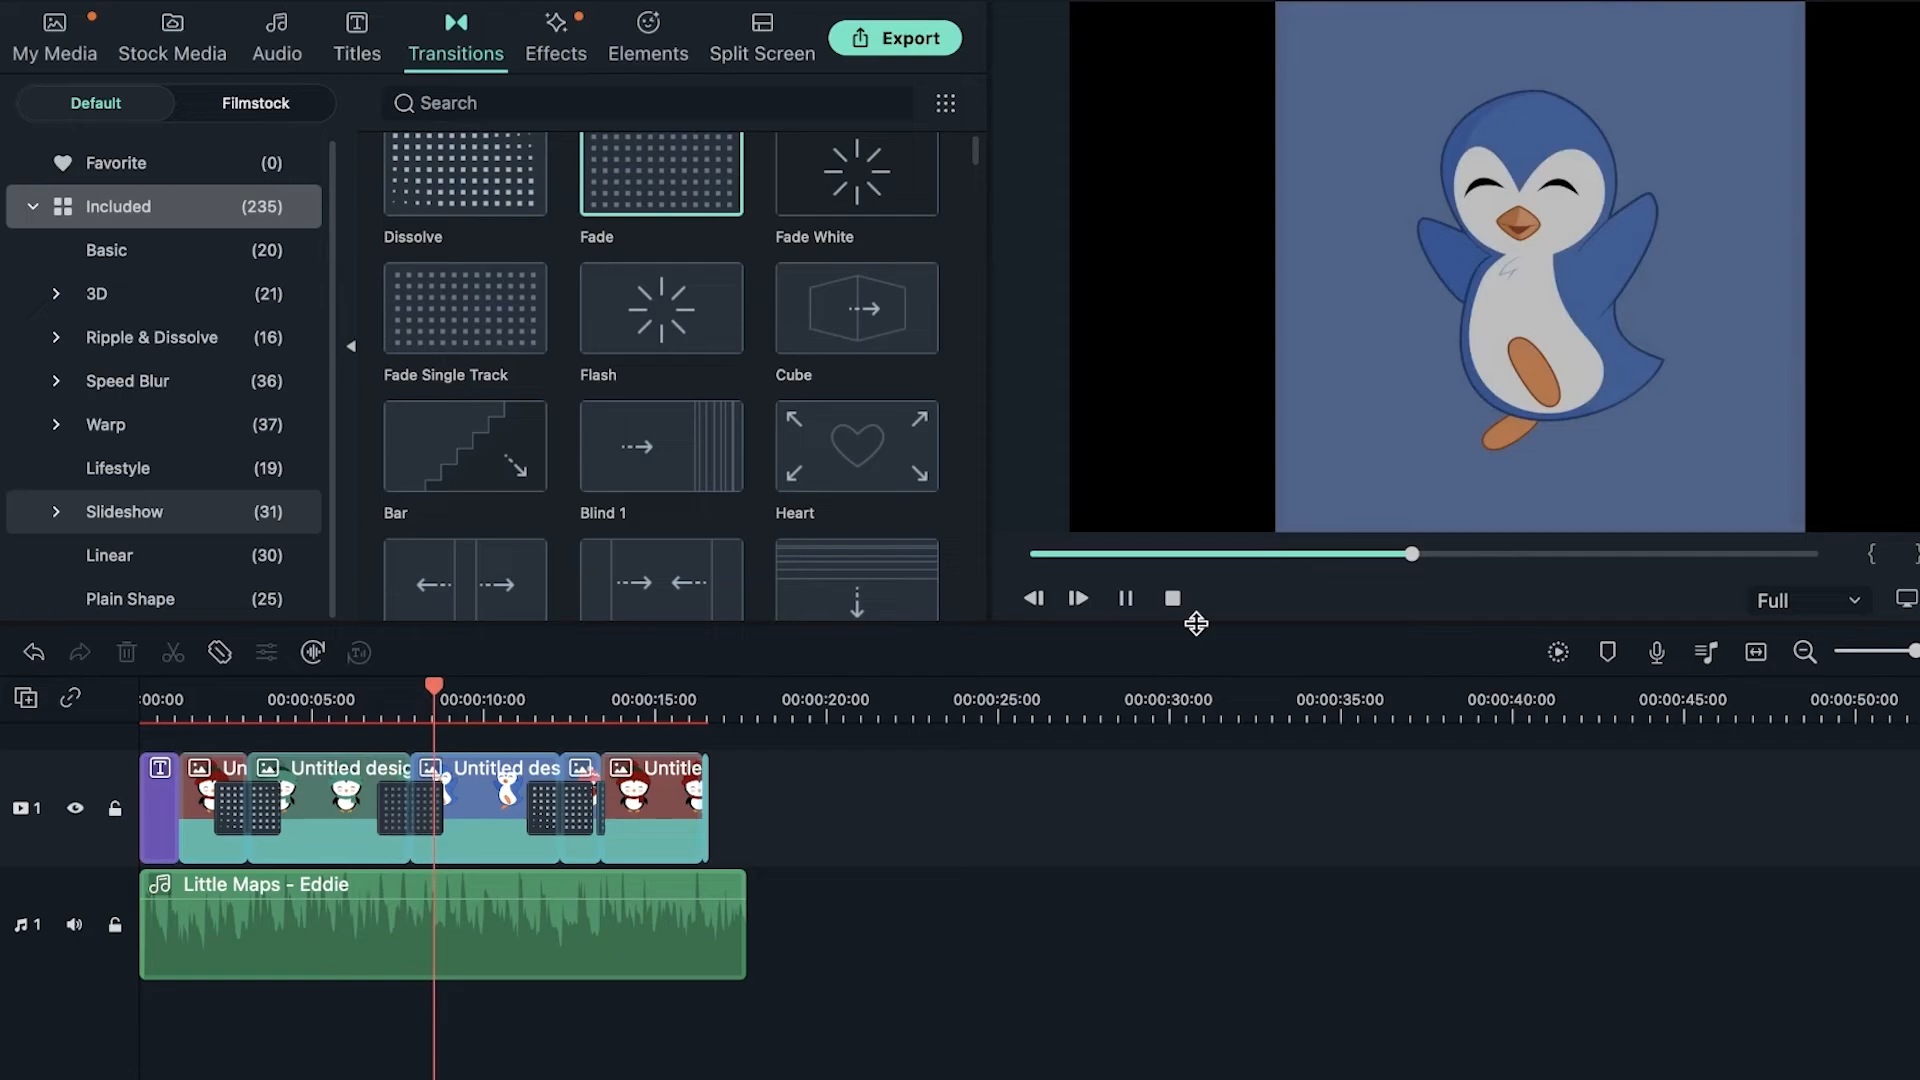 My Media
Stock Media
Audio
Titles
Transitions
Effects
Elements
Split Screen
Export
Default
Filmstock
Search
Favorite (0)
Included (235)
Basic (20)
3D (21)
Ripple & Dissolve (16)
Speed Blur (36)
Warp (37)
Lifestyle (19)
Slideshow (31)
Linear (30)
Plain Shape (25)
Dissolve
Fade
Fade White
Fade Single Track
Flash
Cube
Bar
Blind 1
Heart
{
Full
:00:00 00:00:05:00 00:00:10:00 00:00:15:00 00:00:20:00 00:00:25:00 00:00:30:00 00:00:35:00 00:00:40:00 00:00:45:00 00:00:50:00
1
T
Un
Untitled desig
Untitled des
Untitle
1
Little Maps - Eddie